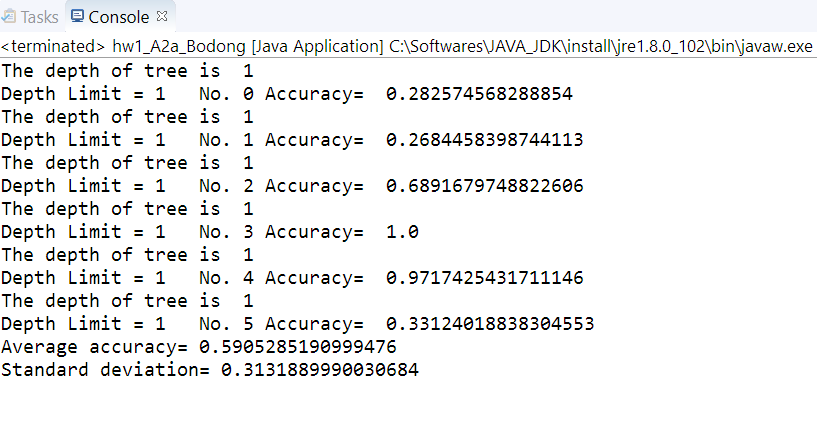 Tasks Console
<terminated> hw1_A2a_Bodong [Java Application] C:\Softwares\JAVA_JDK\install\jre1.8.0_102\bin\javaw.exe
The depth of tree is  1
Depth Limit = 1   No. 0 Accuracy=  0.282574568288854
The depth of tree is  1
Depth Limit = 1   No. 1 Accuracy=  0.2684458398744113
The depth of tree is  1
Depth Limit = 1   No. 2 Accuracy=  0.6891679748822606
The depth of tree is  1
Depth Limit = 1   No. 3 Accuracy=  1.0
The depth of tree is  1
Depth Limit = 1   No. 4 Accuracy=  0.9717425431711146
The depth of tree is  1
Depth Limit = 1   No. 5 Accuracy=  0.33124018838304553
Average accuracy= 0.5905285190999476
Standard deviation= 0.3131889990030684